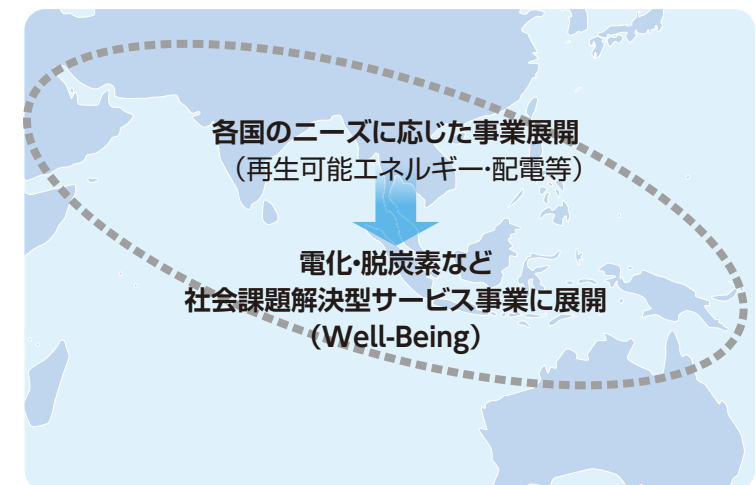 各国のニーズに応じた事業展開
（再生可能エネルギー・配電等）
電化・脱炭素など
社会課題解決型サービス事業に展開
（Well-Being）